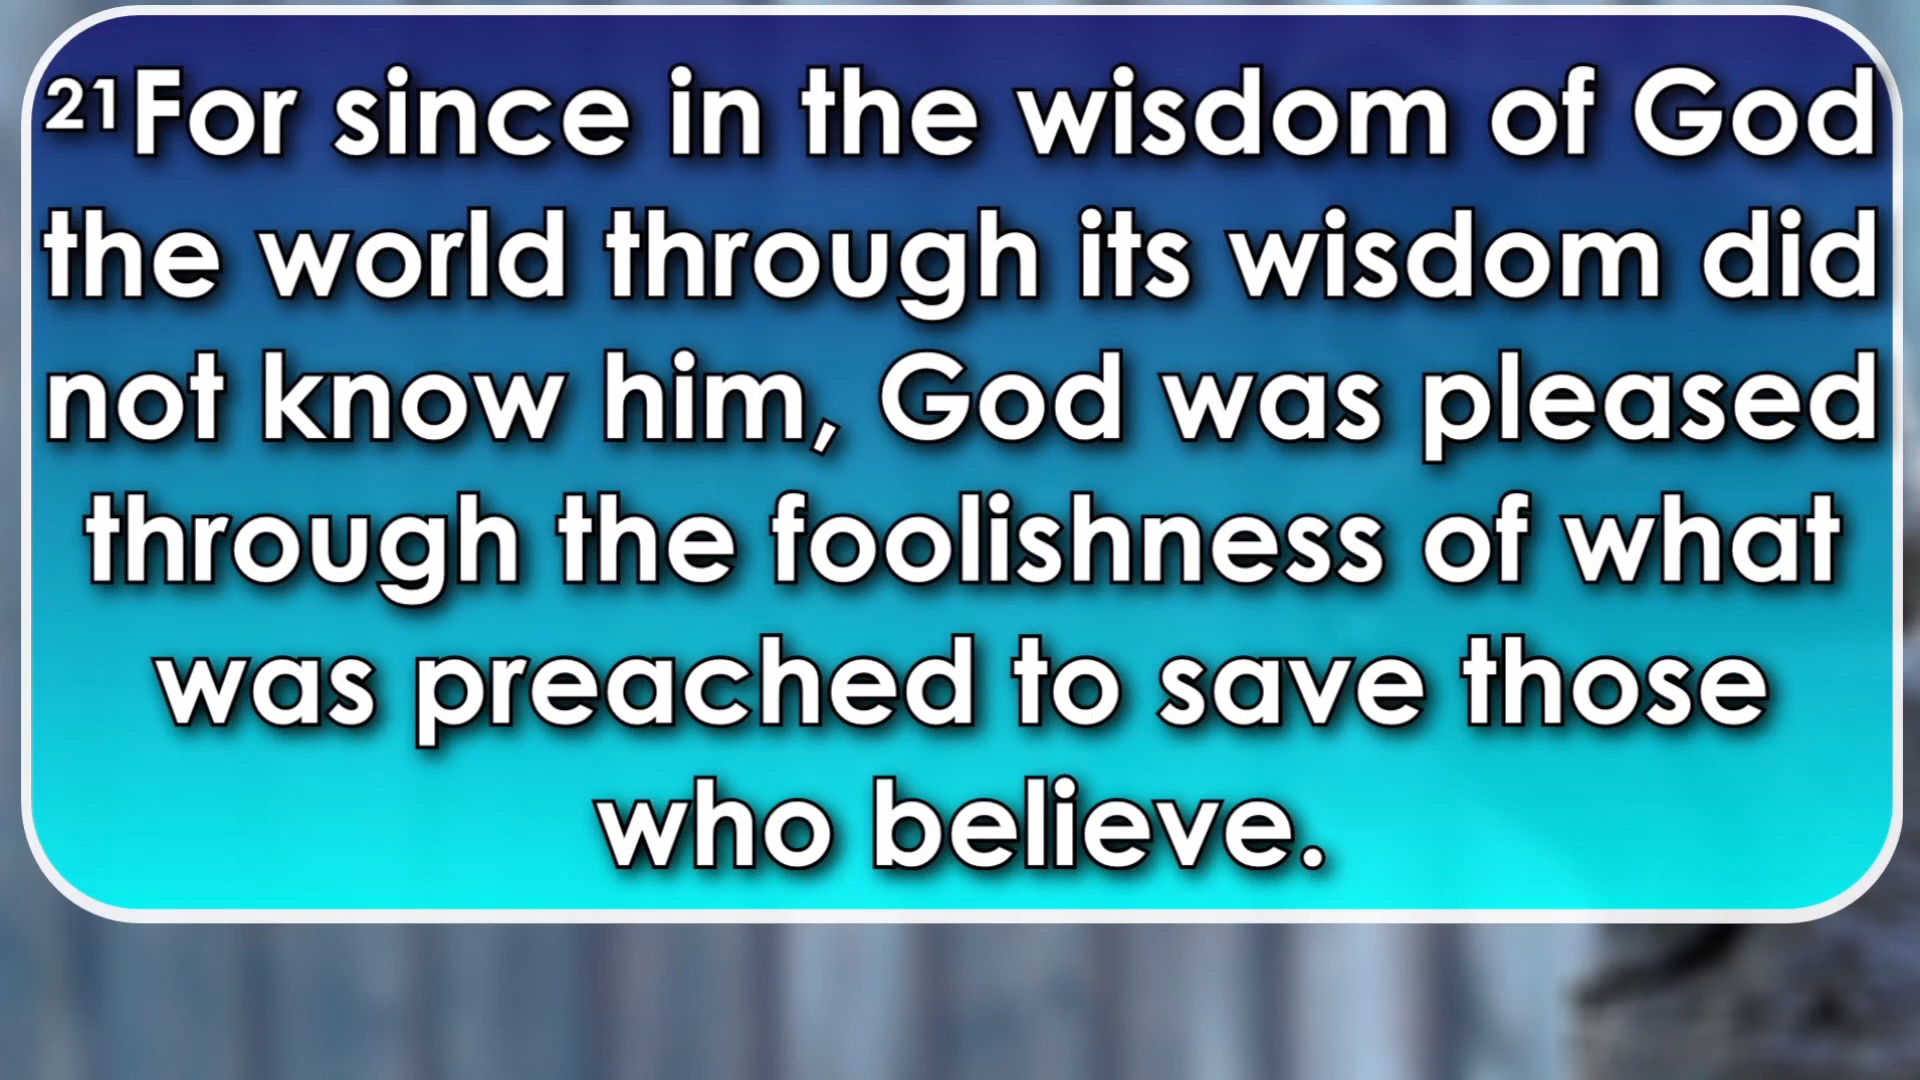 ²¹For since in the wisdom of God
the world through its wisdom did
not know him, God was pleased
through the foolishness of what
was preached to save those
who believe.